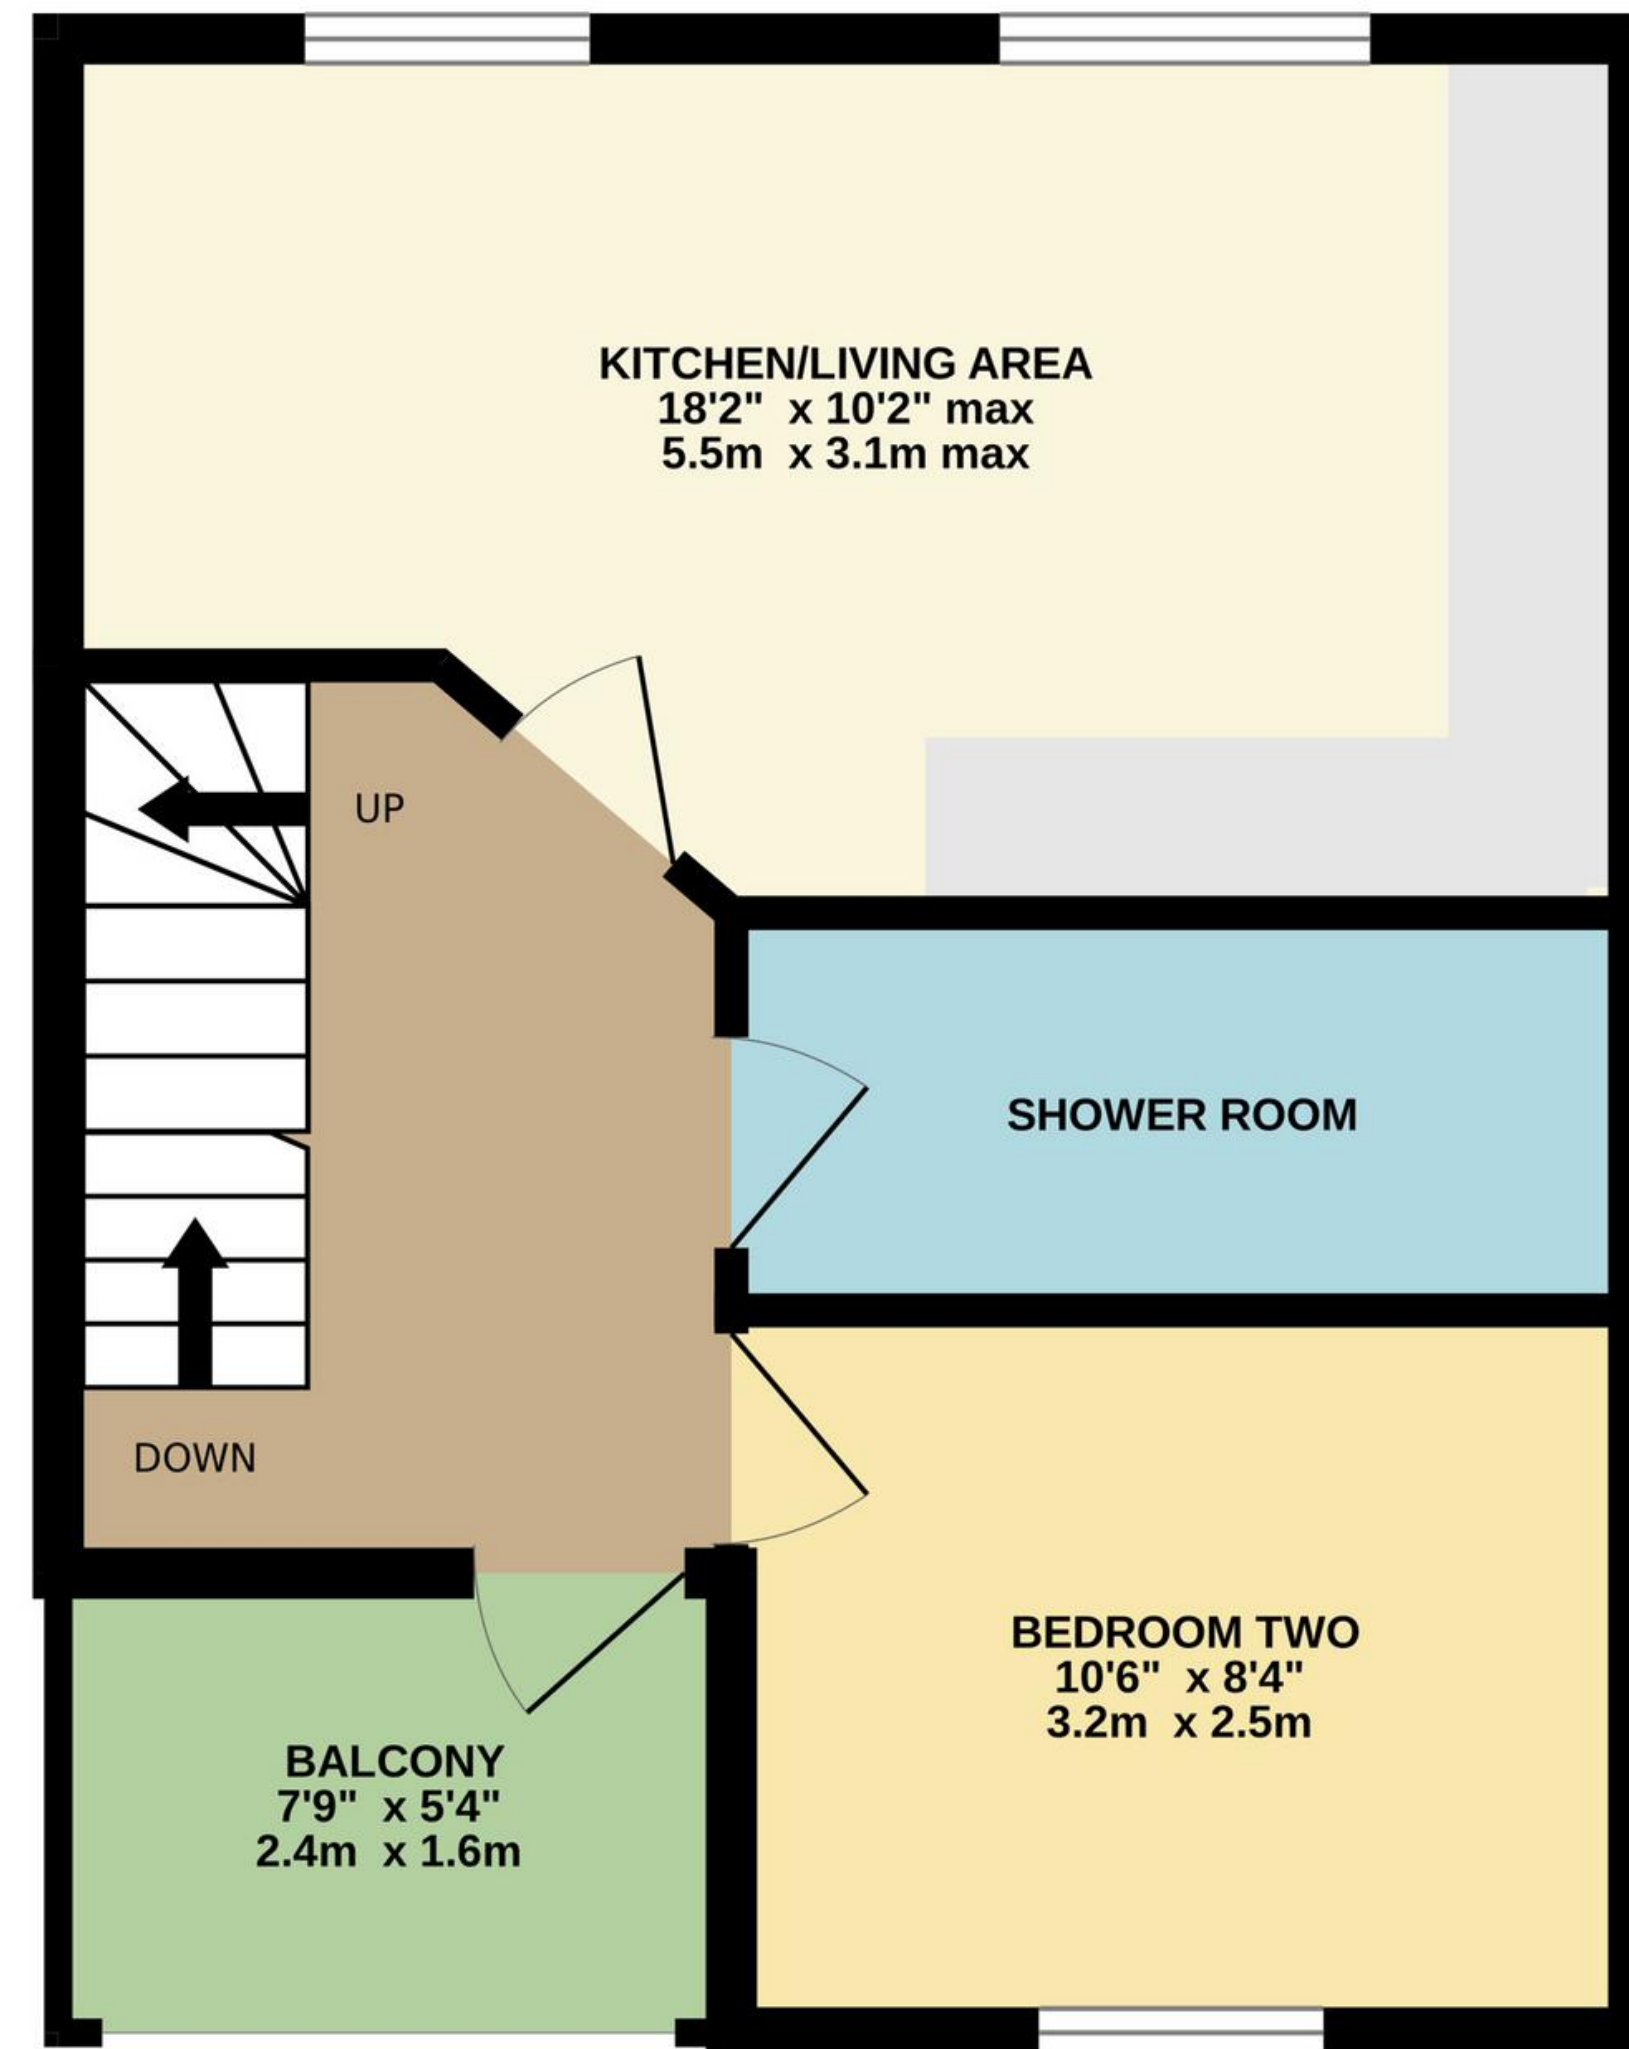 KITCHEN/LIVING AREA
18'2" x 10'2" max
5.5m x 3.1m max
UP
SHOWER ROOM
DOWN
BEDROOM TWO
10'6" x 8'4"
3.2m x 2.5m
BALCONY
7'9" x 5'4"
2.4m x 1.6m